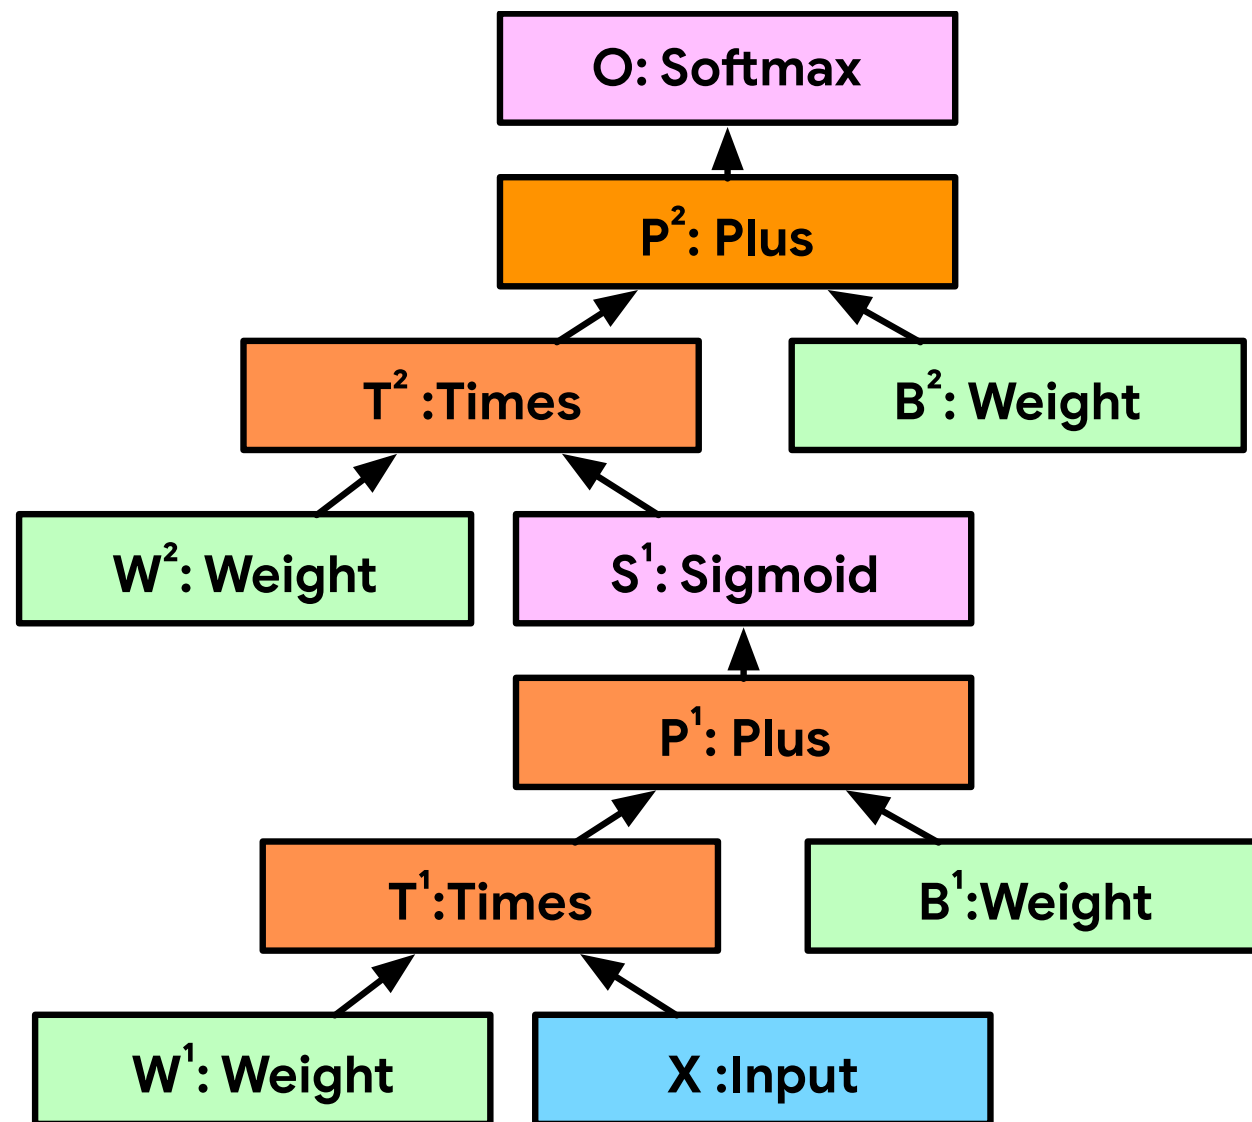 O: Softmax
P²: Plus
T² :Times
B²: Weight
W²: Weight
S¹: Sigmoid
P¹: Plus
T¹:Times
B¹:Weight
W¹: Weight
X :Input